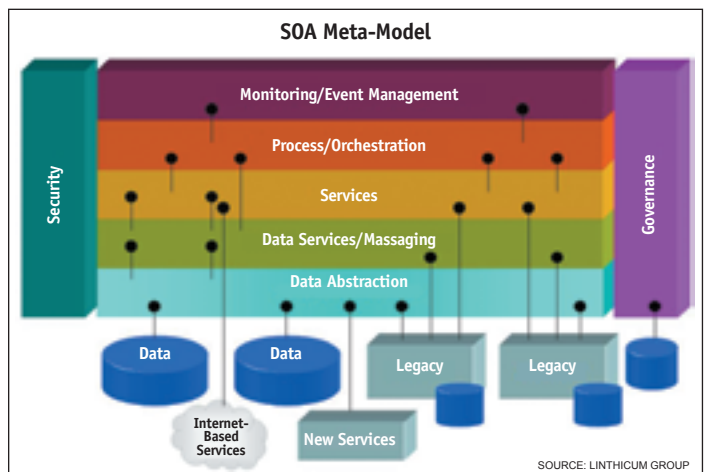 SOA Meta-Model
Monitoring/Event Management
Process/Orchestration
Services
Data Services/Massaging
Data Abstraction
Security
Governance
Data
Data
Legacy
Legacy
Internet-
Based
Services
New Services
SOURCE: LINTHICUM GROUP